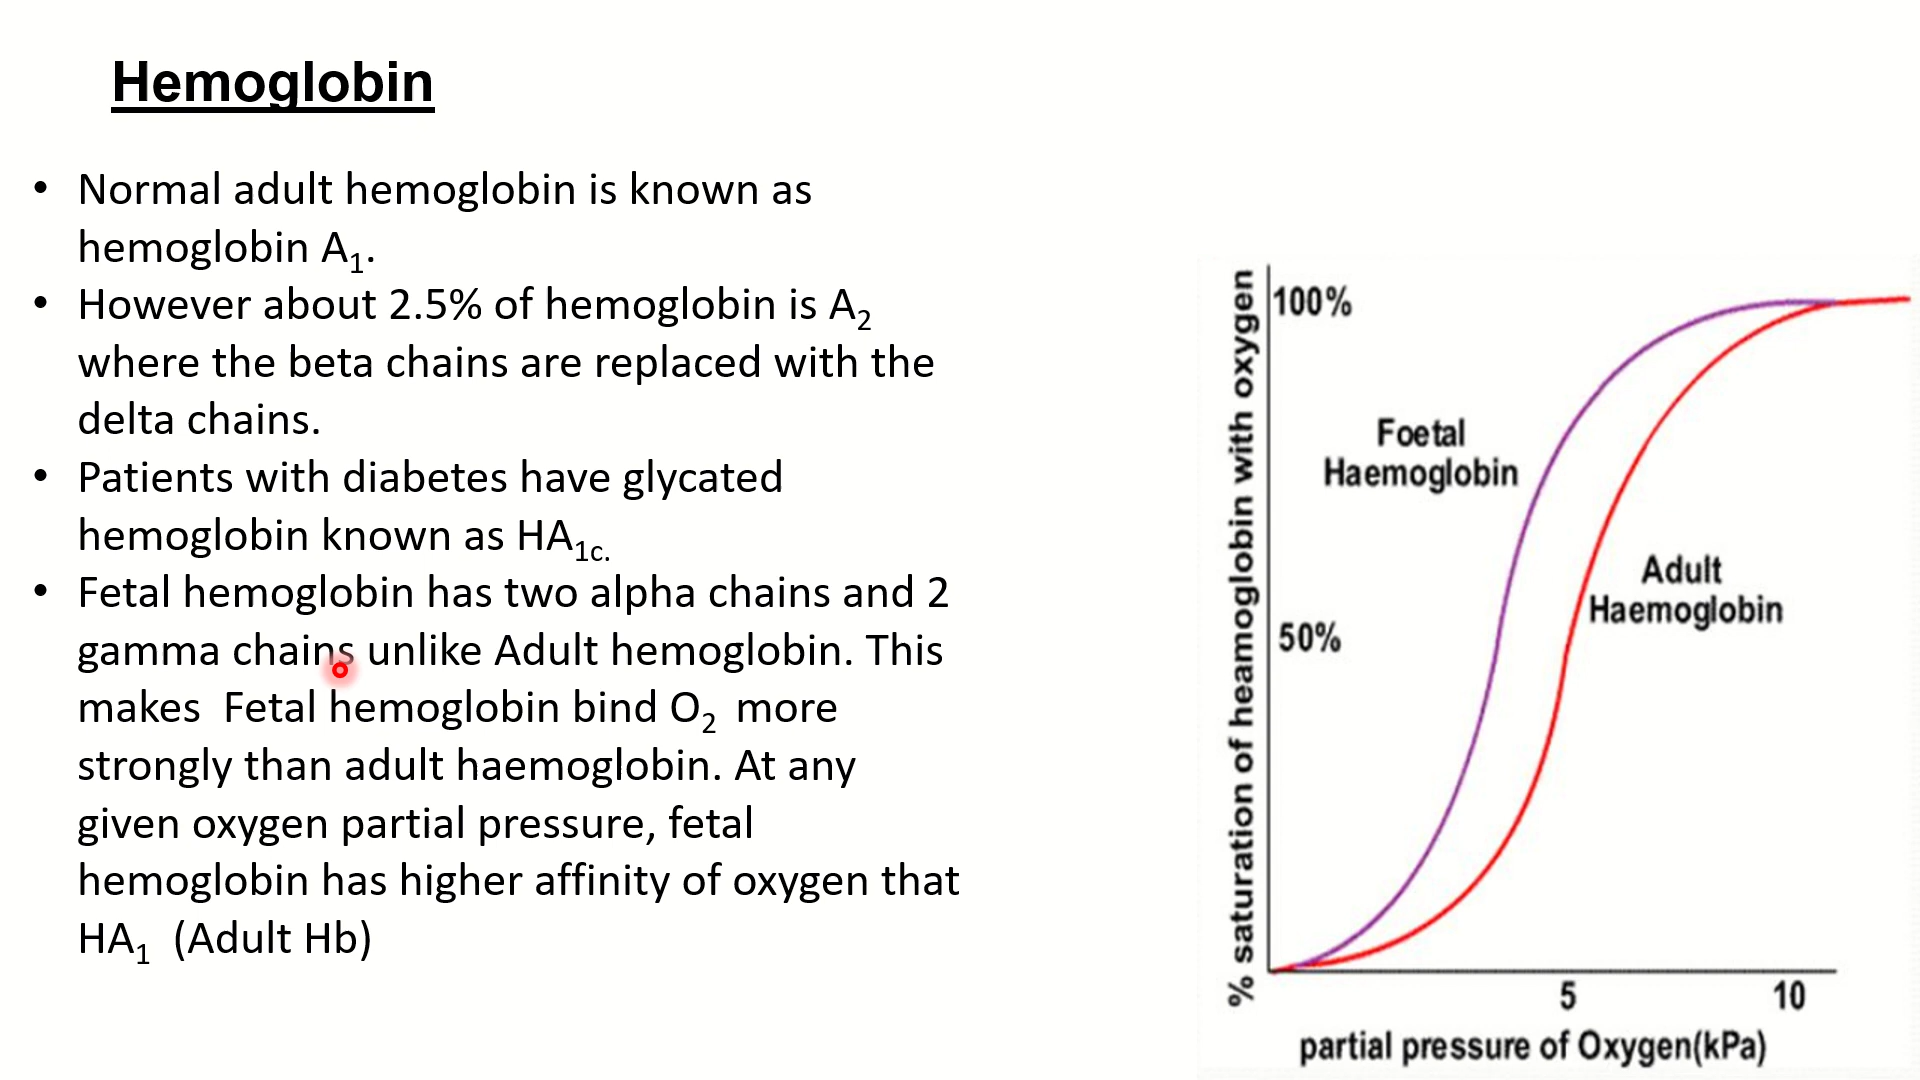 Hemoglobin
• Normal adult hemoglobin is known as
hemoglobin A₁.
• However about 2.5% of hemoglobin is A₂
where the beta chains are replaced with the
delta chains.
• Patients with diabetes have glycated
hemoglobin known as HA₁c.
• Fetal hemoglobin has two alpha chains and 2
gamma chains unlike Adult hemoglobin. This
makes  Fetal hemoglobin bind O₂  more
strongly than adult haemoglobin. At any
given oxygen partial pressure, fetal
hemoglobin has higher affinity of oxygen that
HA₁  (Adult Hb)
% saturation of heamoglobin with oxygen
100%
Foetal
Haemoglobin
Adult
Haemoglobin
50%
5
10
partial pressure of Oxygen(kPa)